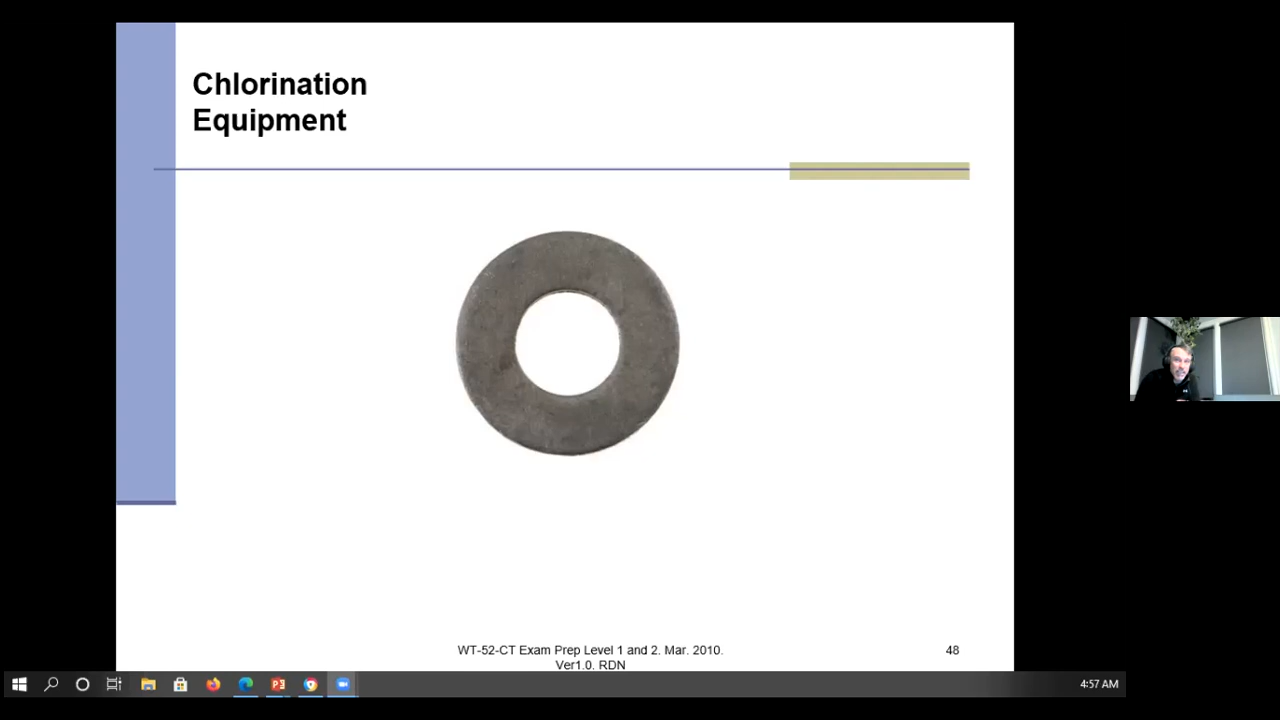 Chlorination
Equipment
WT-52-CT Exam Prep Level 1 and 2. Mar. 2010.
Ver1.0. RDN
48
4:57 AM